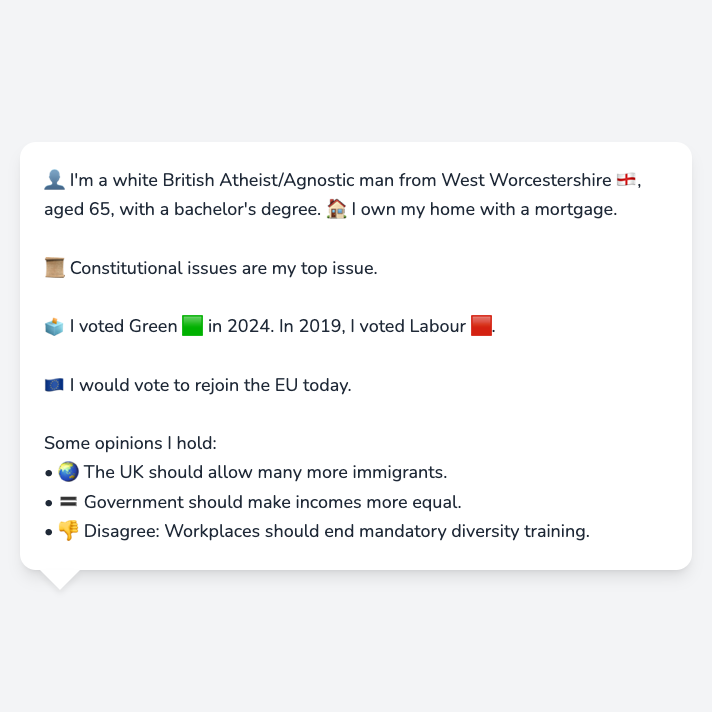 👤 I'm a white British Atheist/Agnostic man from West Worcestershire 🏴󠁧󠁢󠁥󠁮󠁧󠁿,
aged 65, with a bachelor's degree. 🏠 I own my home with a mortgage.
📜 Constitutional issues are my top issue.
🗳️ I voted Green 🟩 in 2024. In 2019, I voted Labour 🟥.
🇪🇺 I would vote to rejoin the EU today.
Some opinions I hold:
• 🌏 The UK should allow many more immigrants.
• 🟰 Government should make incomes more equal.
• 👎 Disagree: Workplaces should end mandatory diversity training.